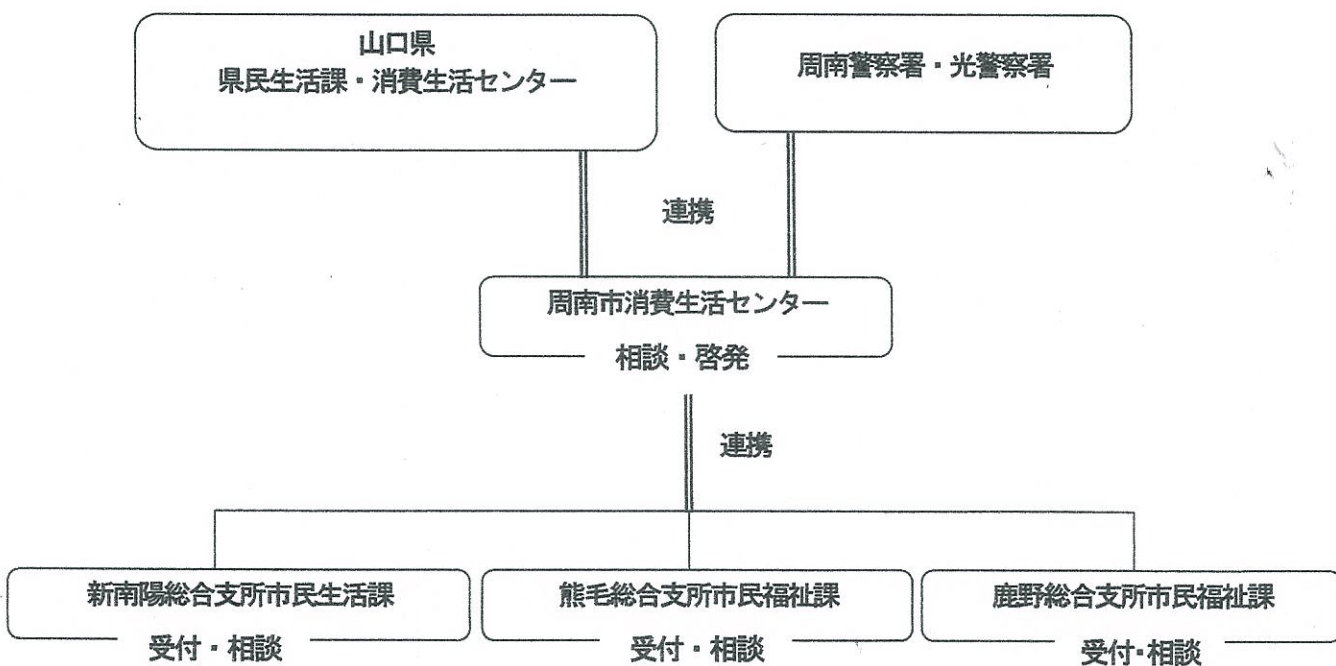 山口県
県民生活課・消費生活センター
周南警察署・光警察署
連携
周南市消費生活センター
相談・啓発
連携
新南陽総合支所市民生活課
受付・相談
熊毛総合支所市民福祉課
受付・相談
鹿野総合支所市民福祉課
受付・相談